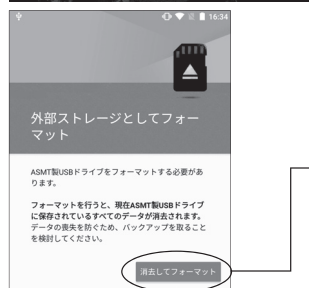 16:34
外部ストレージとしてフォー
マット
ASMT製USBドライブをフォーマットする必要があ
ります。
フォーマットを行うと、現在ASMT製USBドライブ
に保存されているすべてのデータが消去されます。
データの喪失を防ぐため、バックアップを取ること
を検討してください。
消去してフォーマット